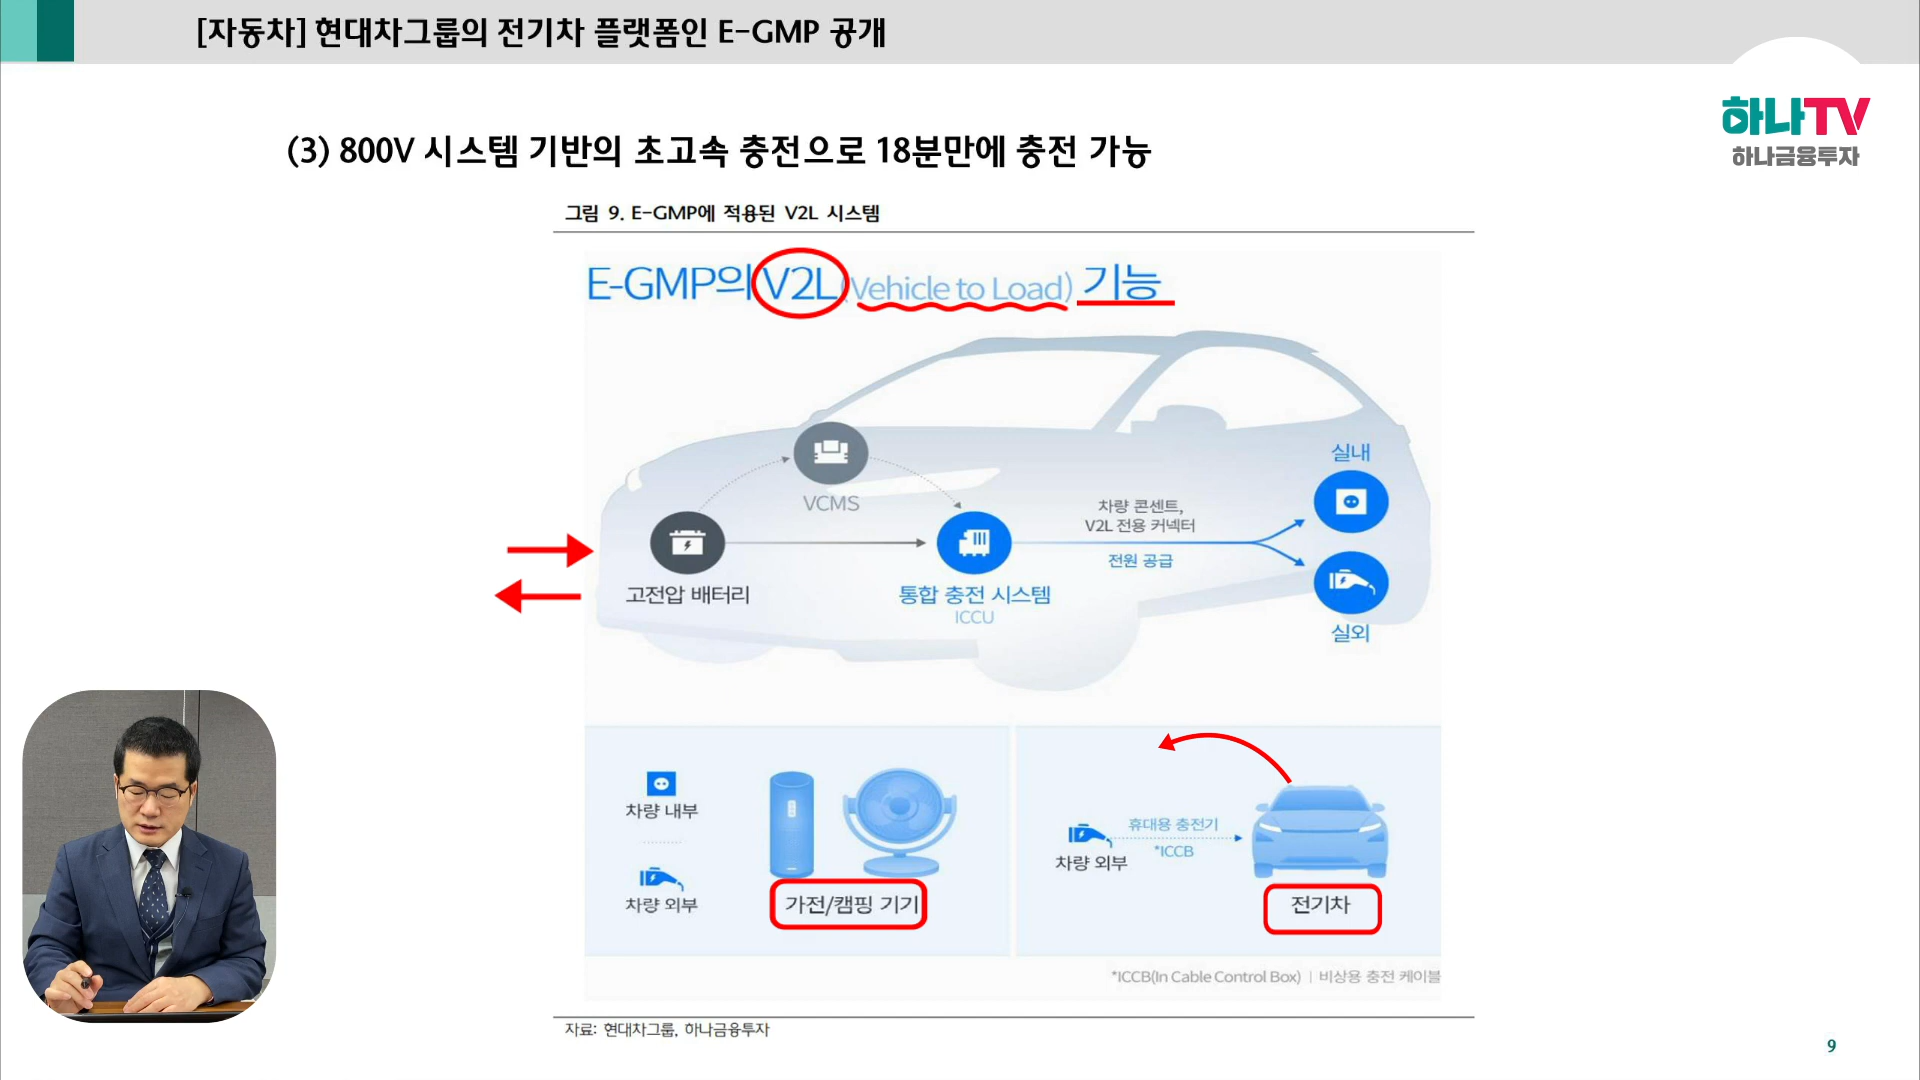 [자동차] 현대차그룹의 전기차 플랫폼인 E-GMP 공개
하나TV
하나금융투자
(3) 800V 시스템 기반의 초고속 충전으로 18분만에 충전 가능
그림 9. E-GMP에 적용된 V2L 시스템
E-GMP의 V2L(Vehicle to Load) 기능
실내
VCMS
차량 콘센트,
V2L 전용 커넥터
전원 공급
고전압 배터리
통합 충전 시스템
ICCU
실외
차량 내부
차량 외부
가전/캠핑 기기
휴대용 충전기
*ICCB
차량 외부
전기차
*ICCB(In Cable Control Box) | 비상용 충전 케이블
자료: 현대차그룹, 하나금융투자
9